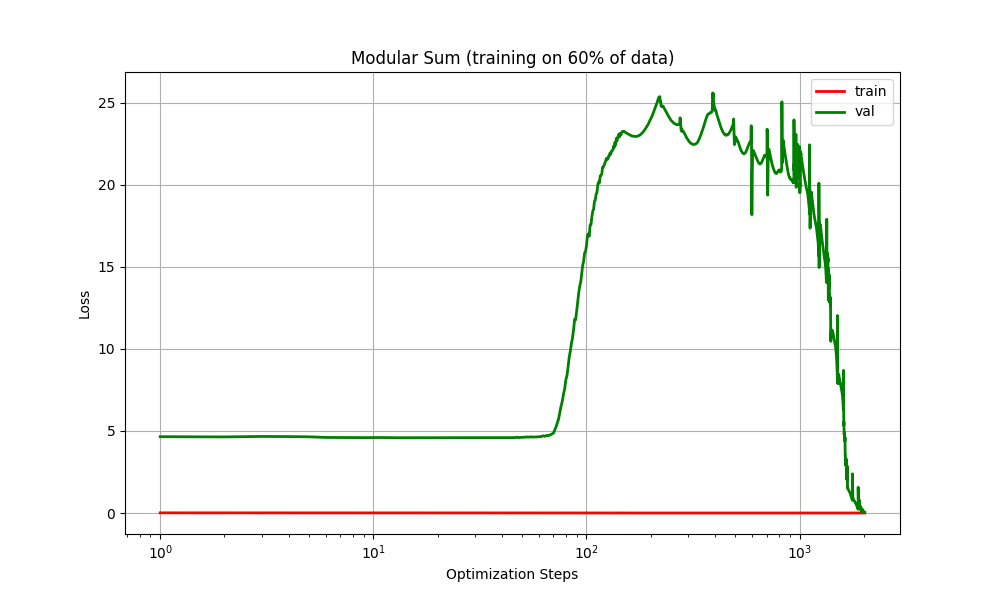 Modular Sum (training on 60% of data)
train
val
25
20
15
10
5
0
Loss
10⁰
10¹
10²
10³
Optimization Steps